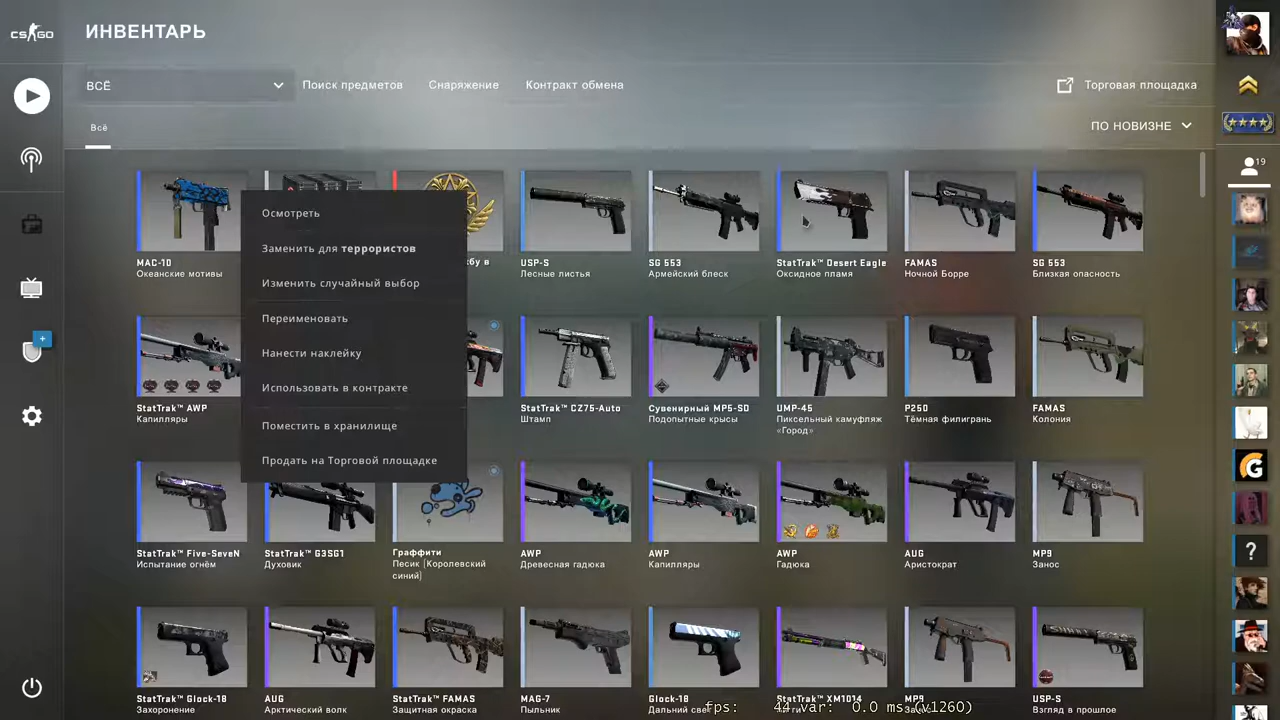 CS:GO
ИНВЕНТАРЬ
ВСЁ
Поиск предметов
Снаряжение
Контракт обмена
Торговая площадка
Всё
ПО НОВИЗНЕ
19
MAC-10
Океанские мотивы
USP-S
Лесные листья
SG 553
Армейский блеск
StatTrak™ Desert Eagle
Оксидное пламя
FAMAS
Ночной Борре
SG 553
Близкая опасность
Осмотреть
Заменить для террористов
Изменить случайный выбор
Переименовать
Нанести наклейку
Использовать в контракте
Поместить в хранилище
Продать на Торговой площадке
StatTrak™ AWP
Капилляры
StatTrak™ CZ75-Auto
Штамп
Сувенирный MP5-SD
Подопытные крысы
UMP-45
Пиксельный камуфляж
«Город»
P250
Тёмная филигрань
FAMAS
Колония
StatTrak™ Five-SeveN
Испытание огнём
StatTrak™ G3SG1
Духовик
Граффити
Песик (Королевский
синий)
AWP
Древесная гадюка
AWP
Капилляры
AWP
Гадюка
AUG
Аристократ
MP9
Занос
StatTrak™ Glock-18
Захоронение
AUG
Арктический волк
StatTrak™ FAMAS
Защитная окраска
MAG-7
Пыльник
Glock-18
Дальний свет
StatTrak™ XM1014
MP9
USP-S
Взгляд в прошлое
fps: 44 var: 0.0 ms (v1260)